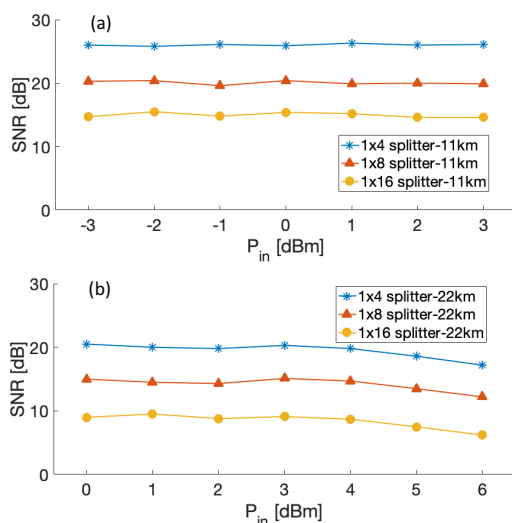 (a)
30
20
10
0
SNR [dB]
1x4 splitter-11km
1x8 splitter-11km
1x16 splitter-11km
-3 -2 -1 0 1 2 3
P_in [dBm]
(b)
30
20
10
0
SNR [dB]
1x4 splitter-22km
1x8 splitter-22km
1x16 splitter-22km
0 1 2 3 4 5 6
P_in [dBm]